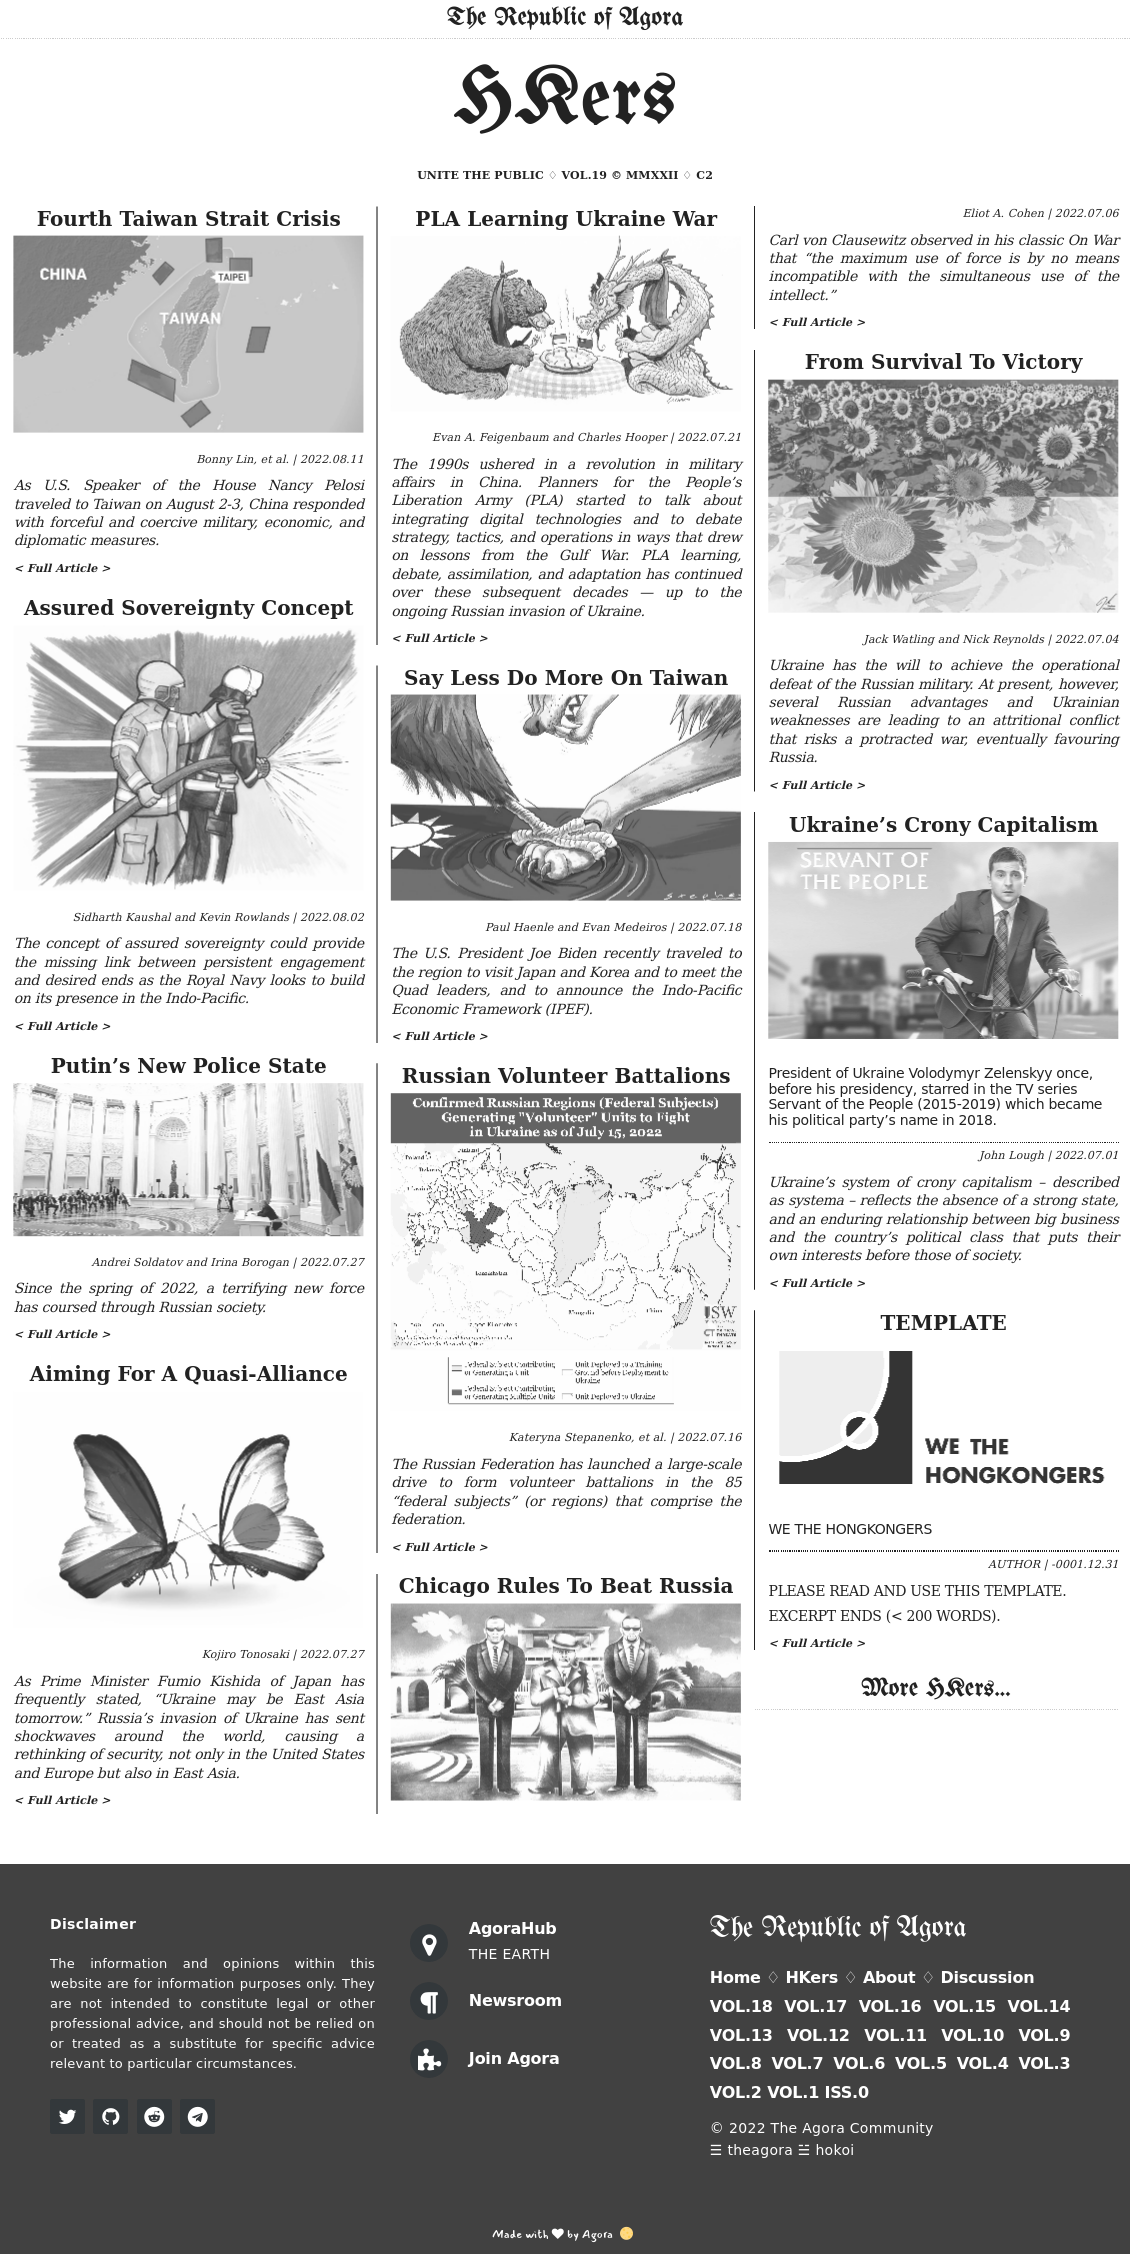 The Republic of Agora
HKers
UNITE THE PUBLIC ♢ VOL.19 © MMXXII ♢ C2
Fourth Taiwan Strait Crisis
CHINA
TAIPEI
TAIWAN
Bonny Lin, et al. | 2022.08.11
As U.S. Speaker of the House Nancy Pelosi
traveled to Taiwan on August 2-3, China responded
with forceful and coercive military, economic, and
diplomatic measures.
< Full Article >
Assured Sovereignty Concept
Sidharth Kaushal and Kevin Rowlands | 2022.08.02
The concept of assured sovereignty could provide
the missing link between persistent engagement
and desired ends as the Royal Navy looks to build
on its presence in the Indo-Pacific.
< Full Article >
Putin’s New Police State
Andrei Soldatov and Irina Borogan | 2022.07.27
Since the spring of 2022, a terrifying new force
has coursed through Russian society.
< Full Article >
Aiming For A Quasi-Alliance
Kojiro Tonosaki | 2022.07.27
As Prime Minister Fumio Kishida of Japan has
frequently stated, “Ukraine may be East Asia
tomorrow.” Russia’s invasion of Ukraine has sent
shockwaves around the world, causing a
rethinking of security, not only in the United States
and Europe but also in East Asia.
< Full Article >
PLA Learning Ukraine War
Evan A. Feigenbaum and Charles Hooper | 2022.07.21
The 1990s ushered in a revolution in military
affairs in China. Planners for the People’s
Liberation Army (PLA) started to talk about
integrating digital technologies and to debate
strategy, tactics, and operations in ways that drew
on lessons from the Gulf War. PLA learning,
debate, assimilation, and adaptation has continued
over these subsequent decades — up to the
ongoing Russian invasion of Ukraine.
< Full Article >
Say Less Do More On Taiwan
Paul Haenle and Evan Medeiros | 2022.07.18
The U.S. President Joe Biden recently traveled to
the region to visit Japan and Korea and to meet the
Quad leaders, and to announce the Indo-Pacific
Economic Framework (IPEF).
< Full Article >
Russian Volunteer Battalions
Confirmed Russian Regions (Federal Subjects)
Generating "Volunteer" Units to Fight
in Ukraine as of July 15, 2022
Kazakhstan
Mongolia
China
ISW
CT
Federal Subject Contributing
or Generating a Unit
Unit Deployed to a Training
Ground before Deployment to
Ukraine
Federal Subject Contributing
or Generating Multiple Units
Unit Deployed to Ukraine
Kateryna Stepanenko, et al. | 2022.07.16
The Russian Federation has launched a large-scale
drive to form volunteer battalions in the 85
“federal subjects” (or regions) that comprise the
federation.
< Full Article >
Chicago Rules To Beat Russia
Eliot A. Cohen | 2022.07.06
Carl von Clausewitz observed in his classic On War
that “the maximum use of force is by no means
incompatible with the simultaneous use of the
intellect.”
< Full Article >
From Survival To Victory
Jack Watling and Nick Reynolds | 2022.07.04
Ukraine has the will to achieve the operational
defeat of the Russian military. At present, however,
several Russian advantages and Ukrainian
weaknesses are leading to an attritional conflict
that risks a protracted war, eventually favouring
Russia.
< Full Article >
Ukraine’s Crony Capitalism
SERVANT OF
THE PEOPLE
President of Ukraine Volodymyr Zelenskyy once,
before his presidency, starred in the TV series
Servant of the People (2015-2019) which became
his political party’s name in 2018.
John Lough | 2022.07.01
Ukraine’s system of crony capitalism – described
as systema – reflects the absence of a strong state,
and an enduring relationship between big business
and the country’s political class that puts their
own interests before those of society.
< Full Article >
TEMPLATE
WE THE
HONGKONGERS
WE THE HONGKONGERS
AUTHOR | -0001.12.31
PLEASE READ AND USE THIS TEMPLATE.
EXCERPT ENDS (< 200 WORDS).
< Full Article >
More HKers...
Disclaimer
The information and opinions within this
website are for information purposes only. They
are not intended to constitute legal or other
professional advice, and should not be relied on
or treated as a substitute for specific advice
relevant to particular circumstances.
AgoraHub
THE EARTH
Newsroom
Join Agora
The Republic of Agora
Home ♢ HKers ♢ About ♢ Discussion
VOL.18 VOL.17 VOL.16 VOL.15 VOL.14
VOL.13 VOL.12 VOL.11 VOL.10 VOL.9
VOL.8 VOL.7 VOL.6 VOL.5 VOL.4 VOL.3
VOL.2 VOL.1 ISS.0
© 2022 The Agora Community
☰ theagora ☱ hokoi
Made with ♥ by Agora